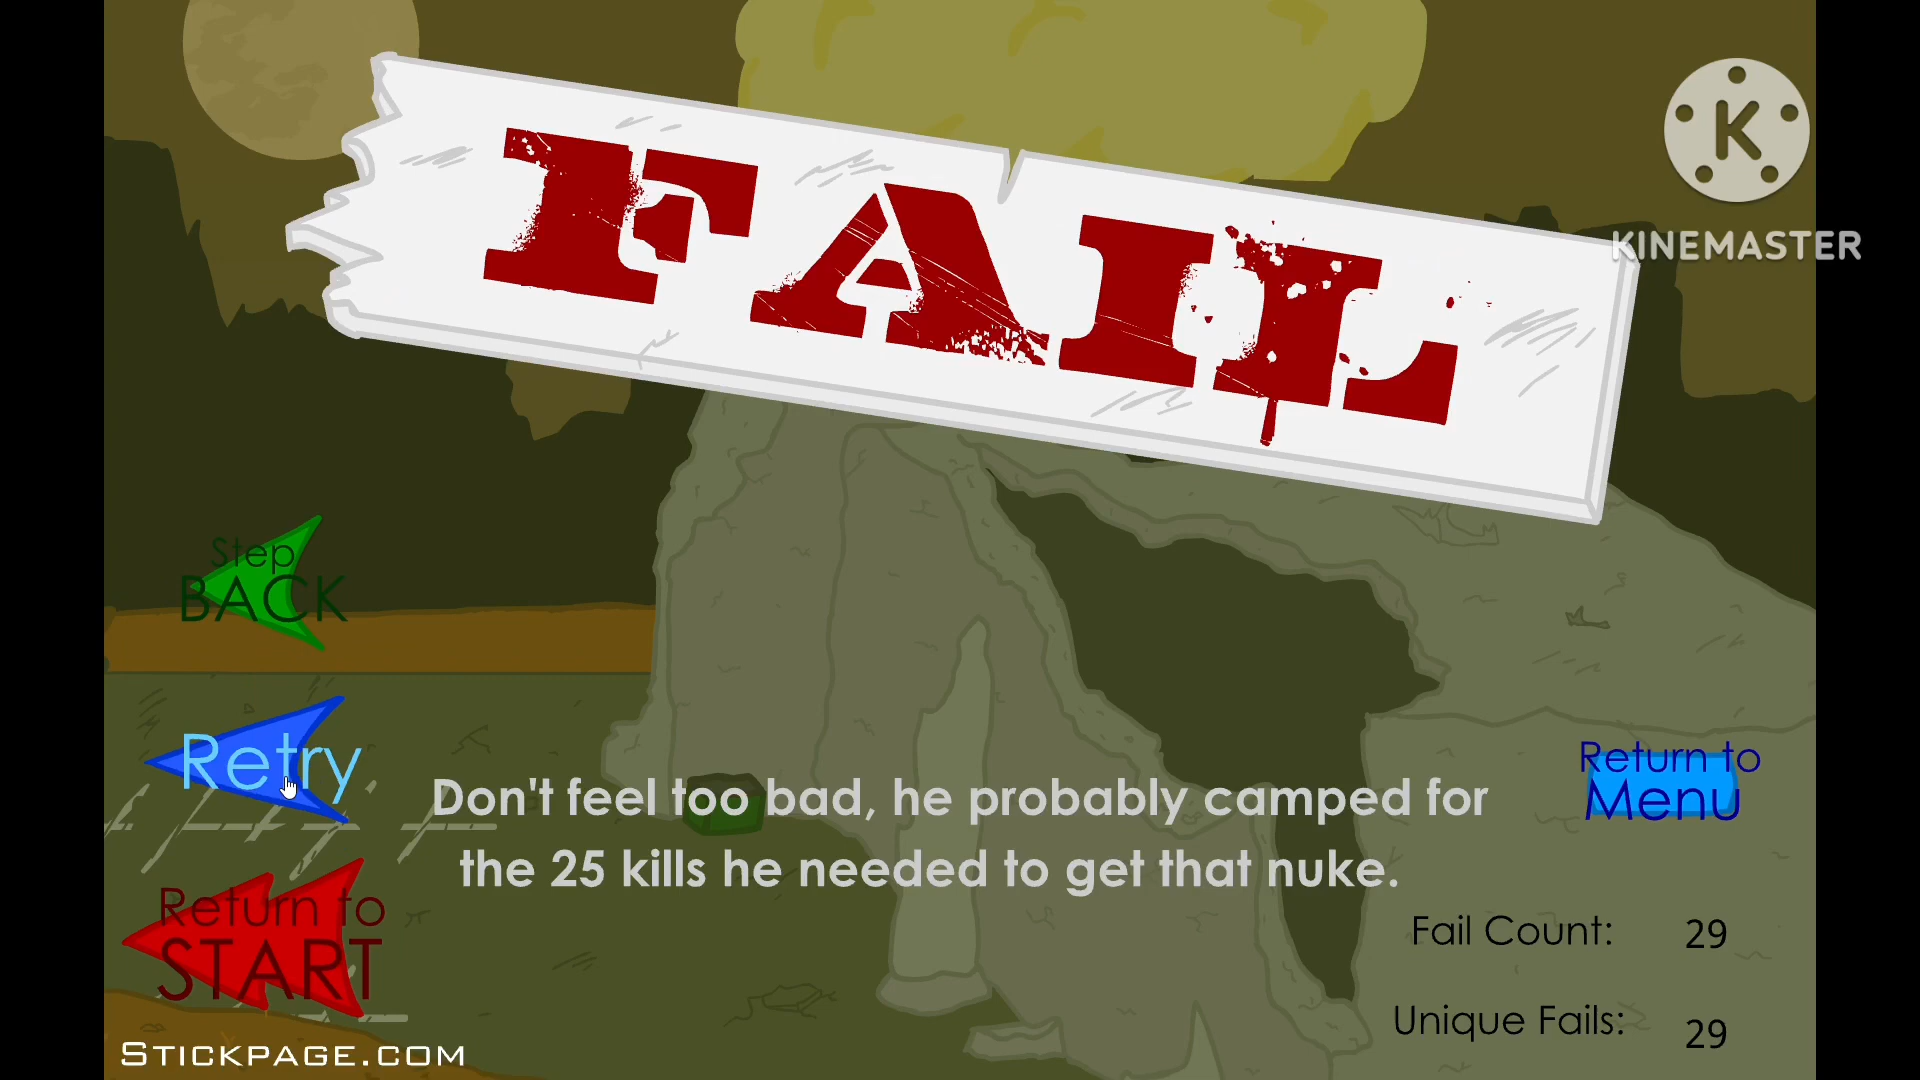 FAIL
K
KINEMASTER
Step
BACK
Retry
Return to
START
Don't feel too bad, he probably camped for
the 25 kills he needed to get that nuke.
Return to
Menu
Fail Count: 29
Unique Fails: 29
STICKPAGE.COM